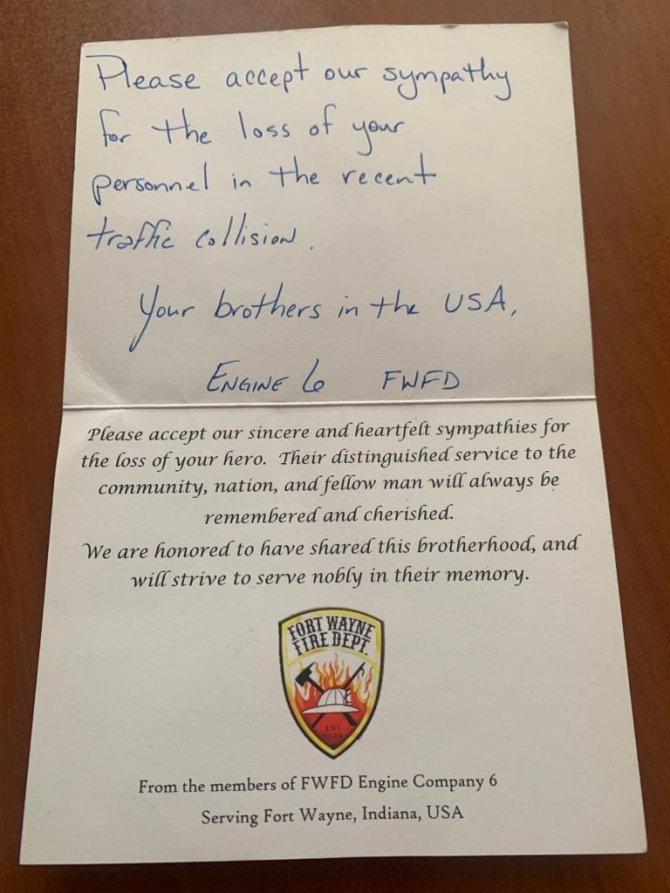 Please accept our sympathy
for the loss of your
personnel in the recent
traffic collision.
Your brothers in the USA,
ENGINE 6 FWFD
Please accept our sincere and heartfelt sympathies for
the loss of your hero. Their distinguished service to the
community, nation, and fellow man will always be
remembered and cherished.
We are honored to have shared this brotherhood, and
will strive to serve nobly in their memory.
FORT WAYNE
FIRE DEPT.
EST.
From the members of FWFD Engine Company 6
Serving Fort Wayne, Indiana, USA